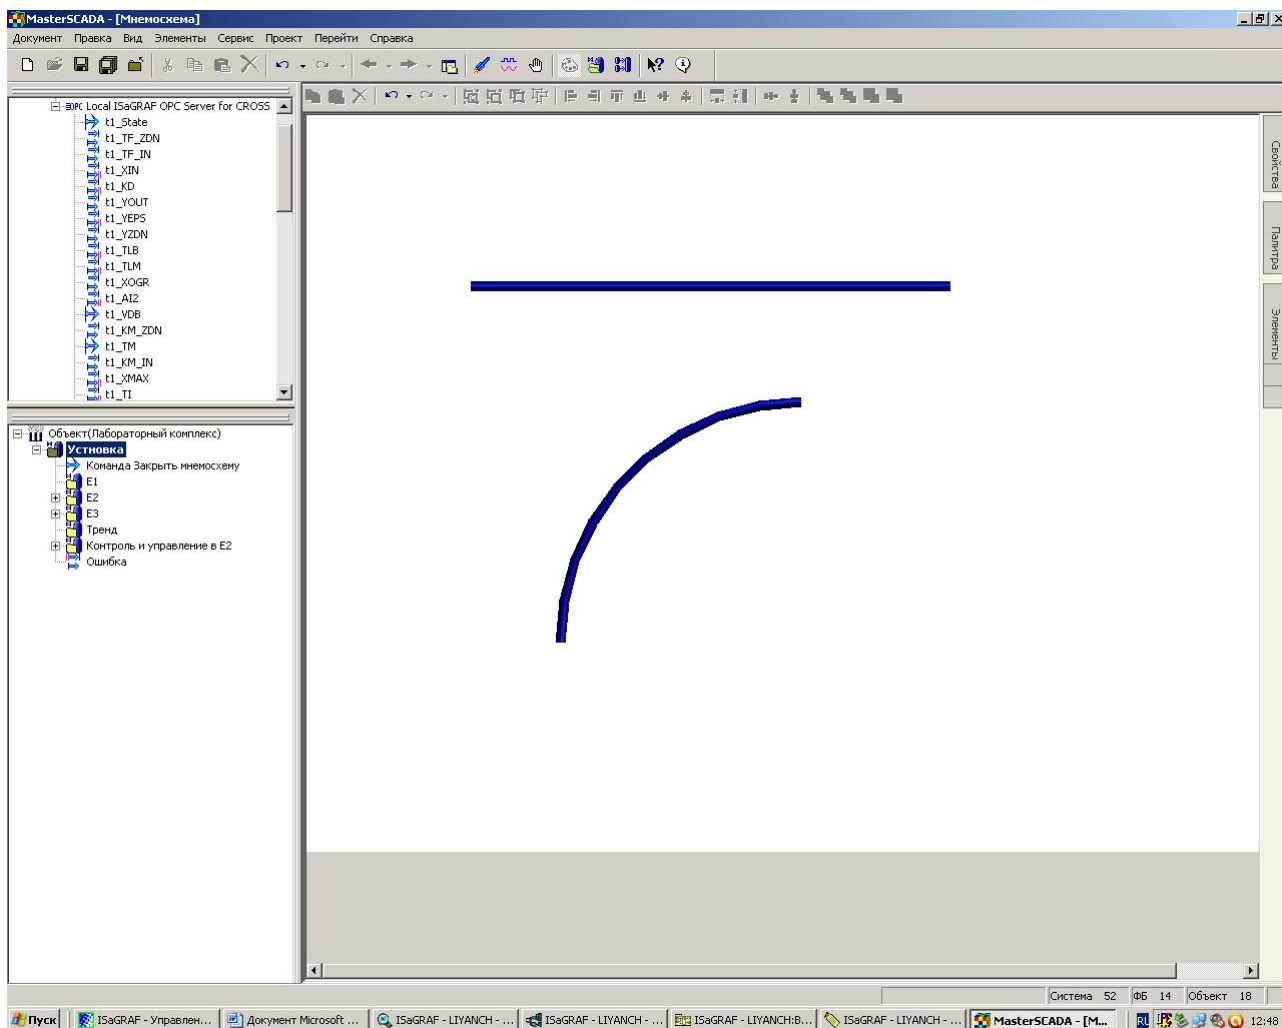 MasterSCADA - [Мнемосхема]
Документ Правка Вид Элементы Сервис Проект Перейти Справка
OPC Local ISaGRAF OPC Server for CROSS
t1_State
t1_TF_ZDN
t1_TF_IN
t1_XIN
t1_KD
t1_YOUT
t1_YEPS
t1_YZDN
t1_TLB
t1_TLM
t1_XOGR
t1_AI2
t1_VDB
t1_KM_ZDN
t1_TM
t1_KM_IN
t1_XMAX
t1_TI
Свойства
Палитра
Элементы
Объект(Лабораторный комплекс)
Устновка
Команда Закрыть мнемосхему
E1
E2
E3
Тренд
Контроль и управление в E2
Ошибка
Система 52 ФБ 14 Объект 18
Пуск ISaGRAF - Управлен... Документ Microsoft ... ISaGRAF - LIYANCH - ... ISaGRAF - LIYANCH - ... ISaGRAF - LIYANCH:B... ISaGRAF - LIYANCH - ... MasterSCADA - [М... RL 12:48